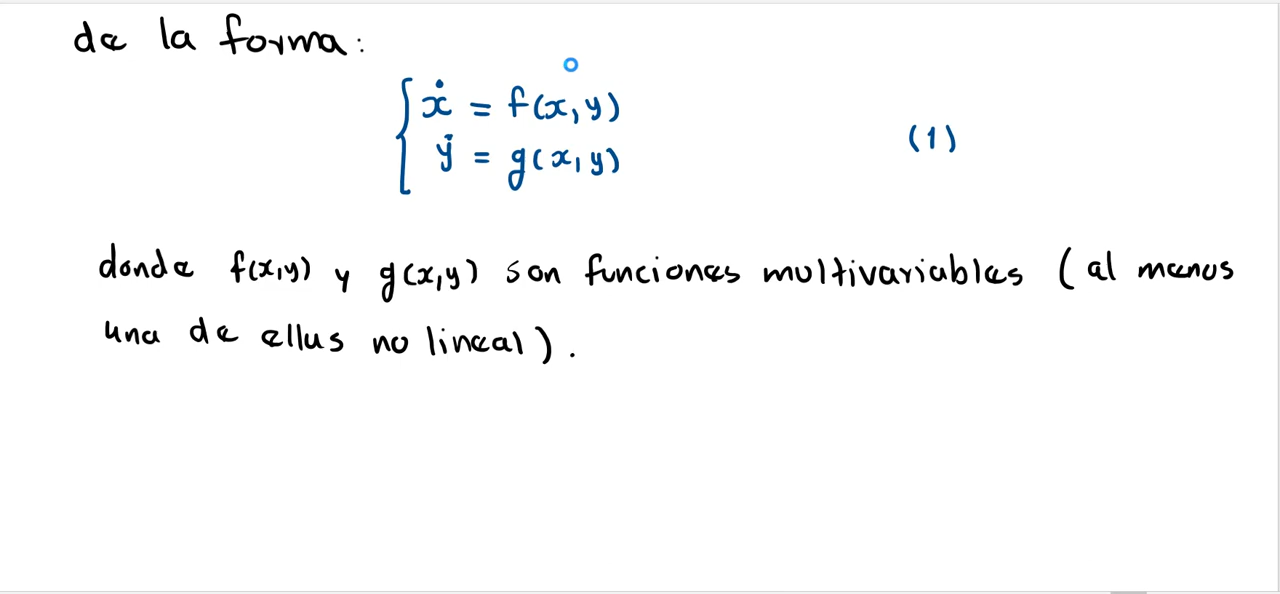 de la forma:
ẋ = f(x,y)
ẏ = g(x,y)
(1)
donde f(x,y) y g(x,y) son funciones multivariables (al menos
una de ellas no lineal).